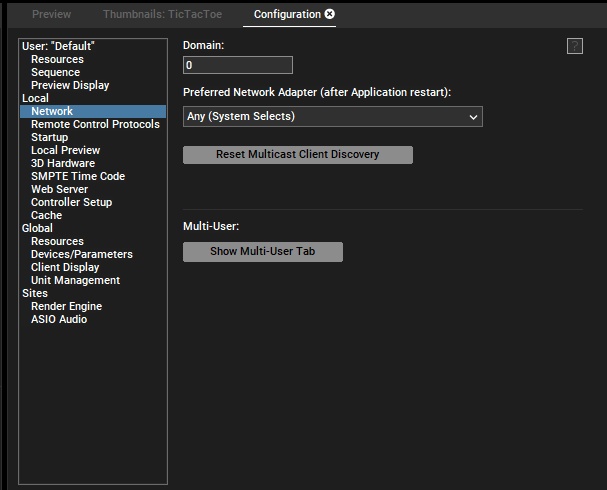 Preview Thumbnails: TicTacToe Configuration
User: "Default"
Resources
Sequence
Preview Display
Local
Network
Remote Control Protocols
Startup
Local Preview
3D Hardware
SMPTE Time Code
Web Server
Controller Setup
Cache
Global
Resources
Devices/Parameters
Client Display
Unit Management
Sites
Render Engine
ASIO Audio
Domain:
?
0
Preferred Network Adapter (after Application restart):
Any (System Selects)
Reset Multicast Client Discovery
Multi-User:
Show Multi-User Tab